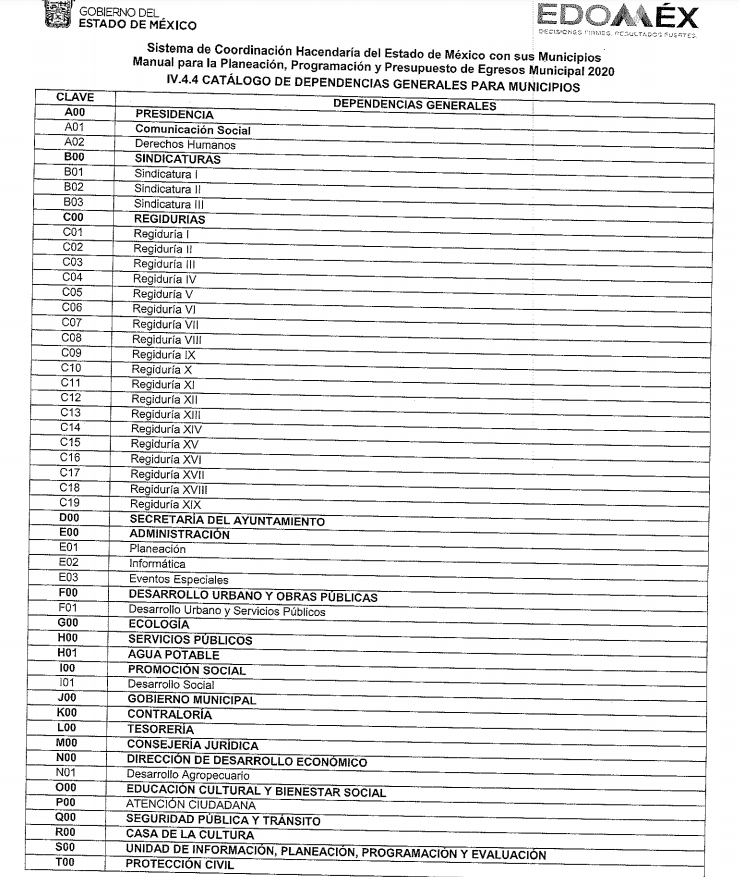 GOBIERNO DEL
ESTADO DE MÉXICO
EDOMÉX
DECISIONES FIRMES, RESULTADOS FUERTES.
Sistema de Coordinación Hacendaría del Estado de México con sus Municipios
Manual para la Planeación, Programación y Presupuesto de Egresos Municipal 2020
IV.4.4 CATÁLOGO DE DEPENDENCIAS GENERALES PARA MUNICIPIOS
CLAVE DEPENDENCIAS GENERALES
A00 PRESIDENCIA
A01 Comunicación Social
A02 Derechos Humanos
B00 SINDICATURAS
B01 Sindicatura I
B02 Sindicatura II
B03 Sindicatura III
C00 REGIDURIAS
C01 Regiduría I
C02 Regiduría II
C03 Regiduría III
C04 Regiduría IV
C05 Regiduría V
C06 Regiduría VI
C07 Regiduría VII
C08 Regiduría VIII
C09 Regiduría IX
C10 Regiduría X
C11 Regiduría XI
C12 Regiduría XII
C13 Regiduría XIII
C14 Regiduría XIV
C15 Regiduría XV
C16 Regiduría XVI
C17 Regiduría XVII
C18 Regiduría XVIII
C19 Regiduría XIX
D00 SECRETARÍA DEL AYUNTAMIENTO
E00 ADMINISTRACIÓN
E01 Planeación
E02 Informática
E03 Eventos Especiales
F00 DESARROLLO URBANO Y OBRAS PÚBLICAS
F01 Desarrollo Urbano y Servicios Públicos
G00 ECOLOGÍA
H00 SERVICIOS PÚBLICOS
H01 AGUA POTABLE
I00 PROMOCIÓN SOCIAL
I01 Desarrollo Social
J00 GOBIERNO MUNICIPAL
K00 CONTRALORÍA
L00 TESORERÍA
M00 CONSEJERÍA JURÍDICA
N00 DIRECCIÓN DE DESARROLLO ECONÓMICO
N01 Desarrollo Agropecuario
O00 EDUCACIÓN CULTURAL Y BIENESTAR SOCIAL
P00 ATENCIÓN CIUDADANA
Q00 SEGURIDAD PÚBLICA Y TRÁNSITO
R00 CASA DE LA CULTURA
S00 UNIDAD DE INFORMACIÓN, PLANEACIÓN, PROGRAMACIÓN Y EVALUACIÓN
T00 PROTECCIÓN CIVIL